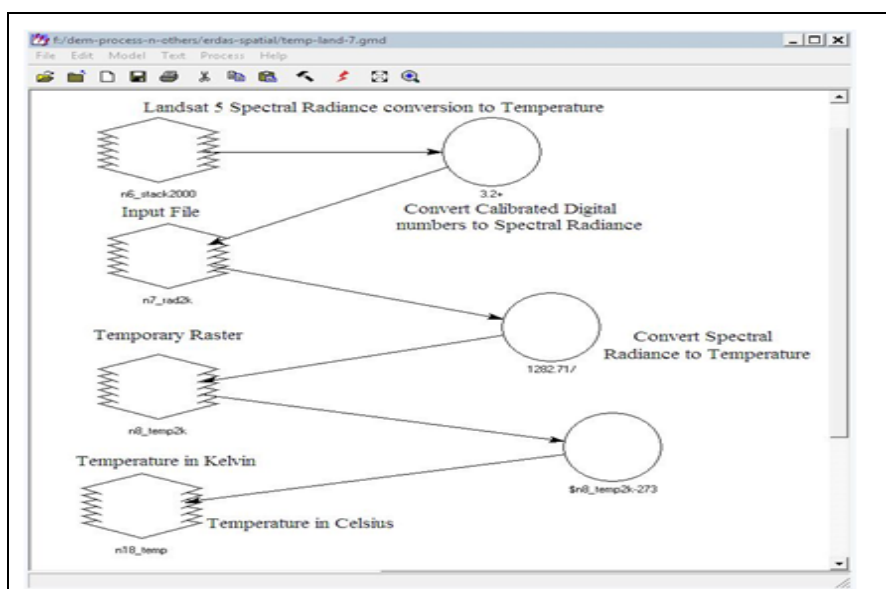 f:/dem-process-n-others/erdas-spatial/temp-land-7.gmd
File Edit Model Text Process Help
Landsat 5 Spectral Radiance conversion to Temperature
n6_stack2000
3.2+
Input File
Convert Calibrated Digital
numbers to Spectral Radiance
n7_rad2k
Temporary Raster
Convert Spectral
Radiance to Temperature
1282.71/
n8_temp2k
Temperature in Kelvin
$n8_temp2k-273
Temperature in Celsius
n18_temp